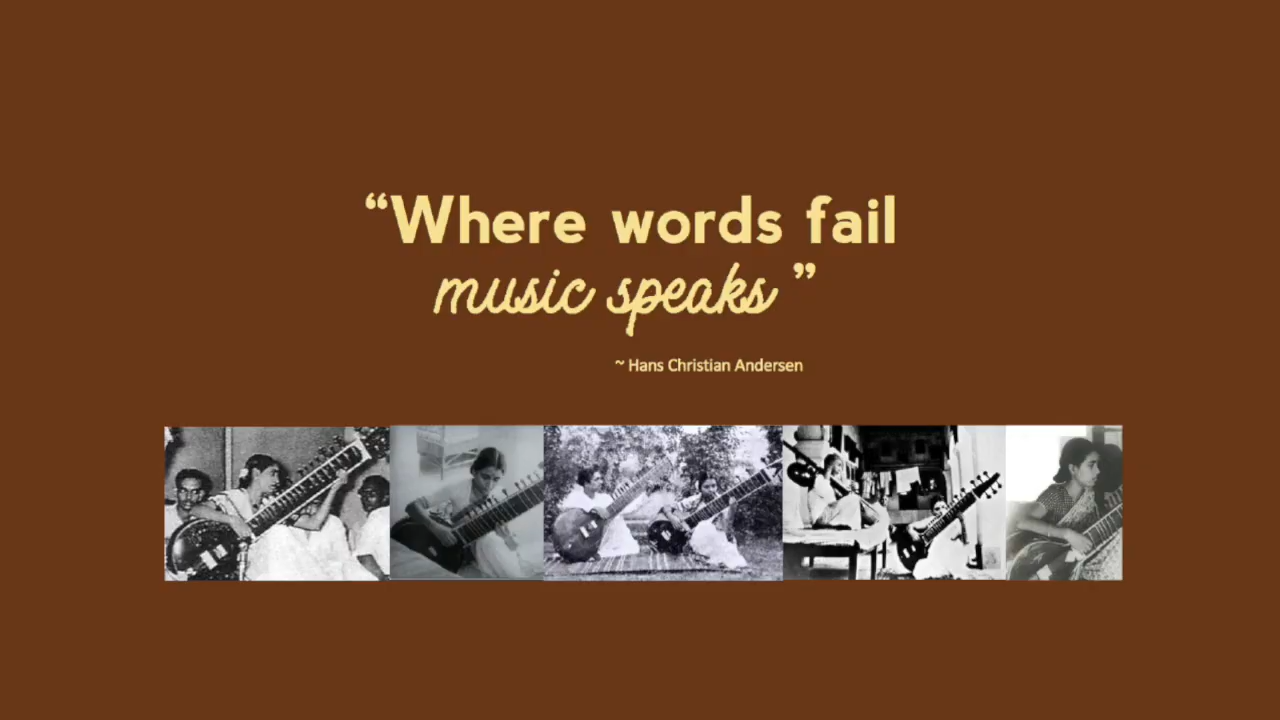 “Where words fail
music speaks ”
~ Hans Christian Andersen